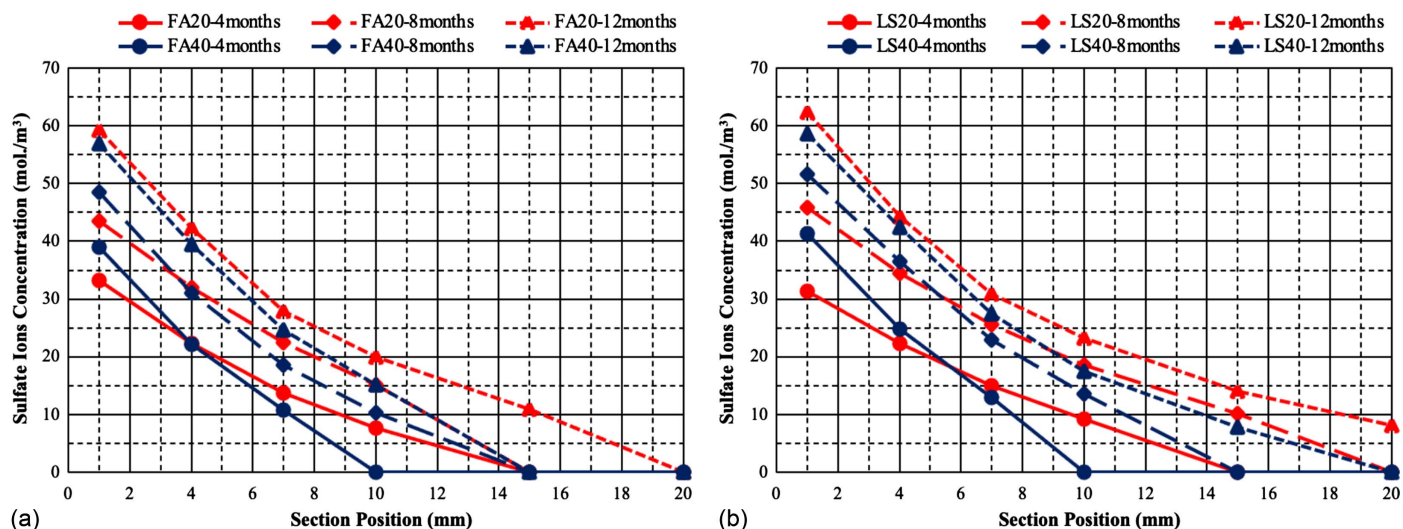 FA20-4months FA20-8months FA20-12months
FA40-4months FA40-8months FA40-12months
70
60
50
40
30
20
10
0
Sulfate Ions Concentration (mol./m³)
0 2 4 6 8 10 12 14 16 18 20
Section Position (mm)
(a)
LS20-4months LS20-8months LS20-12months
LS40-4months LS40-8months LS40-12months
70
60
50
40
30
20
10
0
Sulfate Ions Concentration (mol./m³)
0 2 4 6 8 10 12 14 16 18 20
Section Position (mm)
(b)